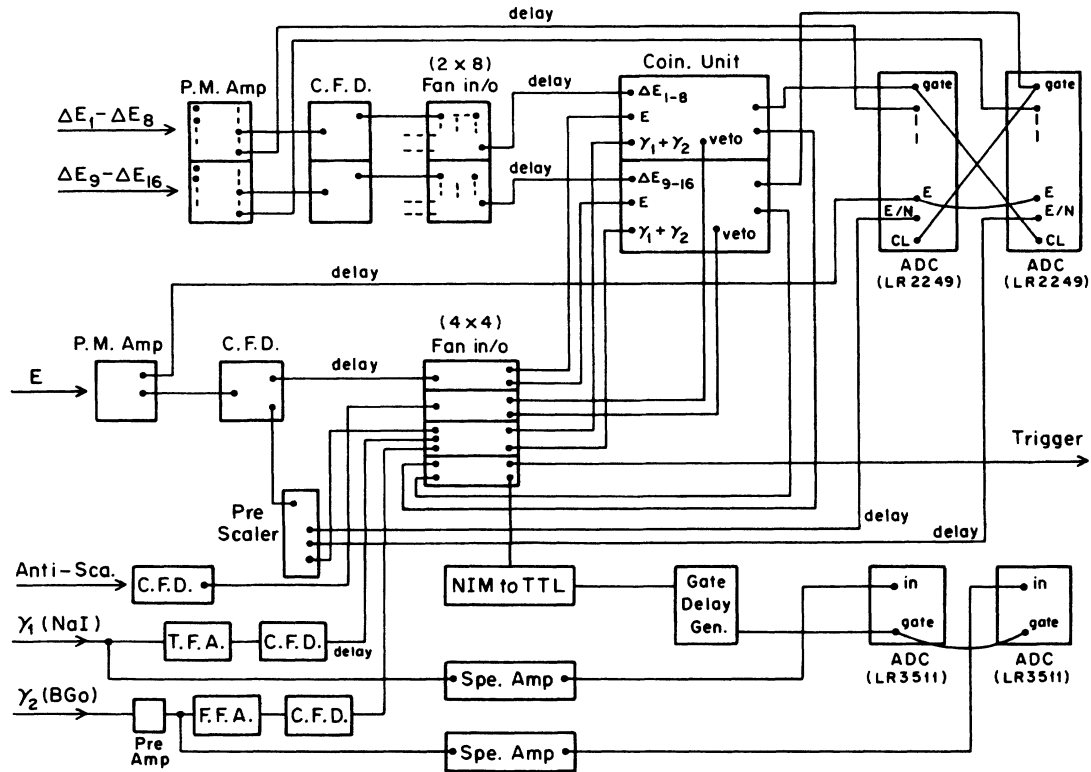 delay
(2 x 8)
P.M. Amp
C.F.D.
Fan in/o
delay
Coin. Unit
ΔE1-ΔE8
ΔE1-8
E
γ1 + γ2
veto
gate
gate
ΔE9-ΔE16
delay
ΔE9-16
E
γ1 + γ2
veto
E
E/N
CL
E
E/N
CL
ADC
(LR2249)
ADC
(LR2249)
delay
(4 x 4)
P.M. Amp
C.F.D.
Fan in/o
E
delay
Trigger
Pre
Scaler
delay
delay
Anti-Sca.
C.F.D.
NIM to TTL
Gate
Delay
Gen.
in
gate
in
gate
γ1 (NaI)
T.F.A.
C.F.D.
delay
ADC
(LR3511)
ADC
(LR3511)
Spe. Amp
γ2 (BGo)
Pre
Amp
F.F.A.
C.F.D.
Spe. Amp